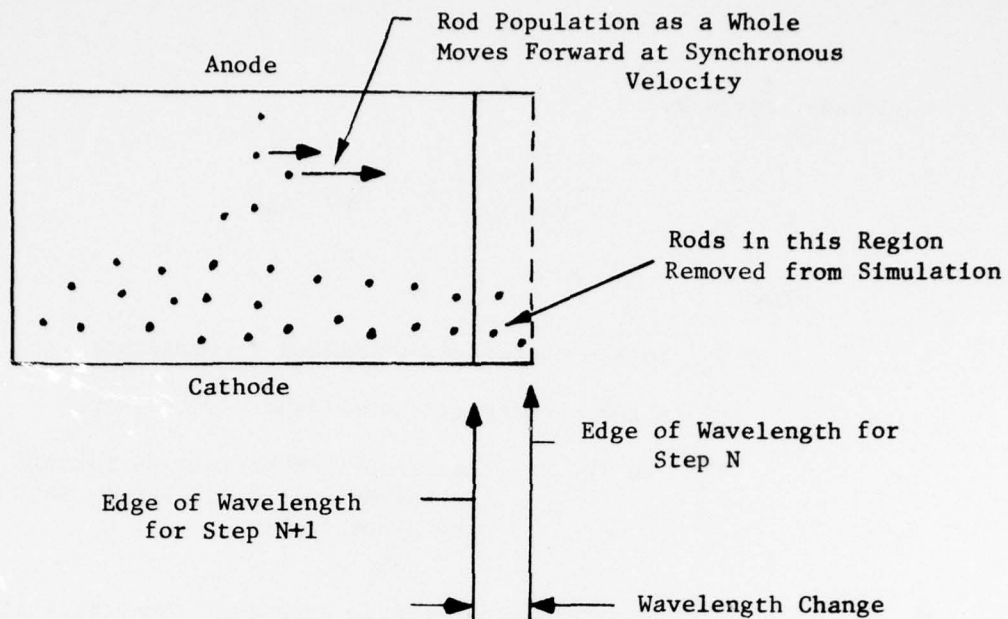 Rod Population as a Whole
Moves Forward at Synchronous
Velocity
Anode
Rods in this Region
Removed from Simulation
Cathode
Edge of Wavelength for
Step N
Edge of Wavelength
for Step N+1
Wavelength Change